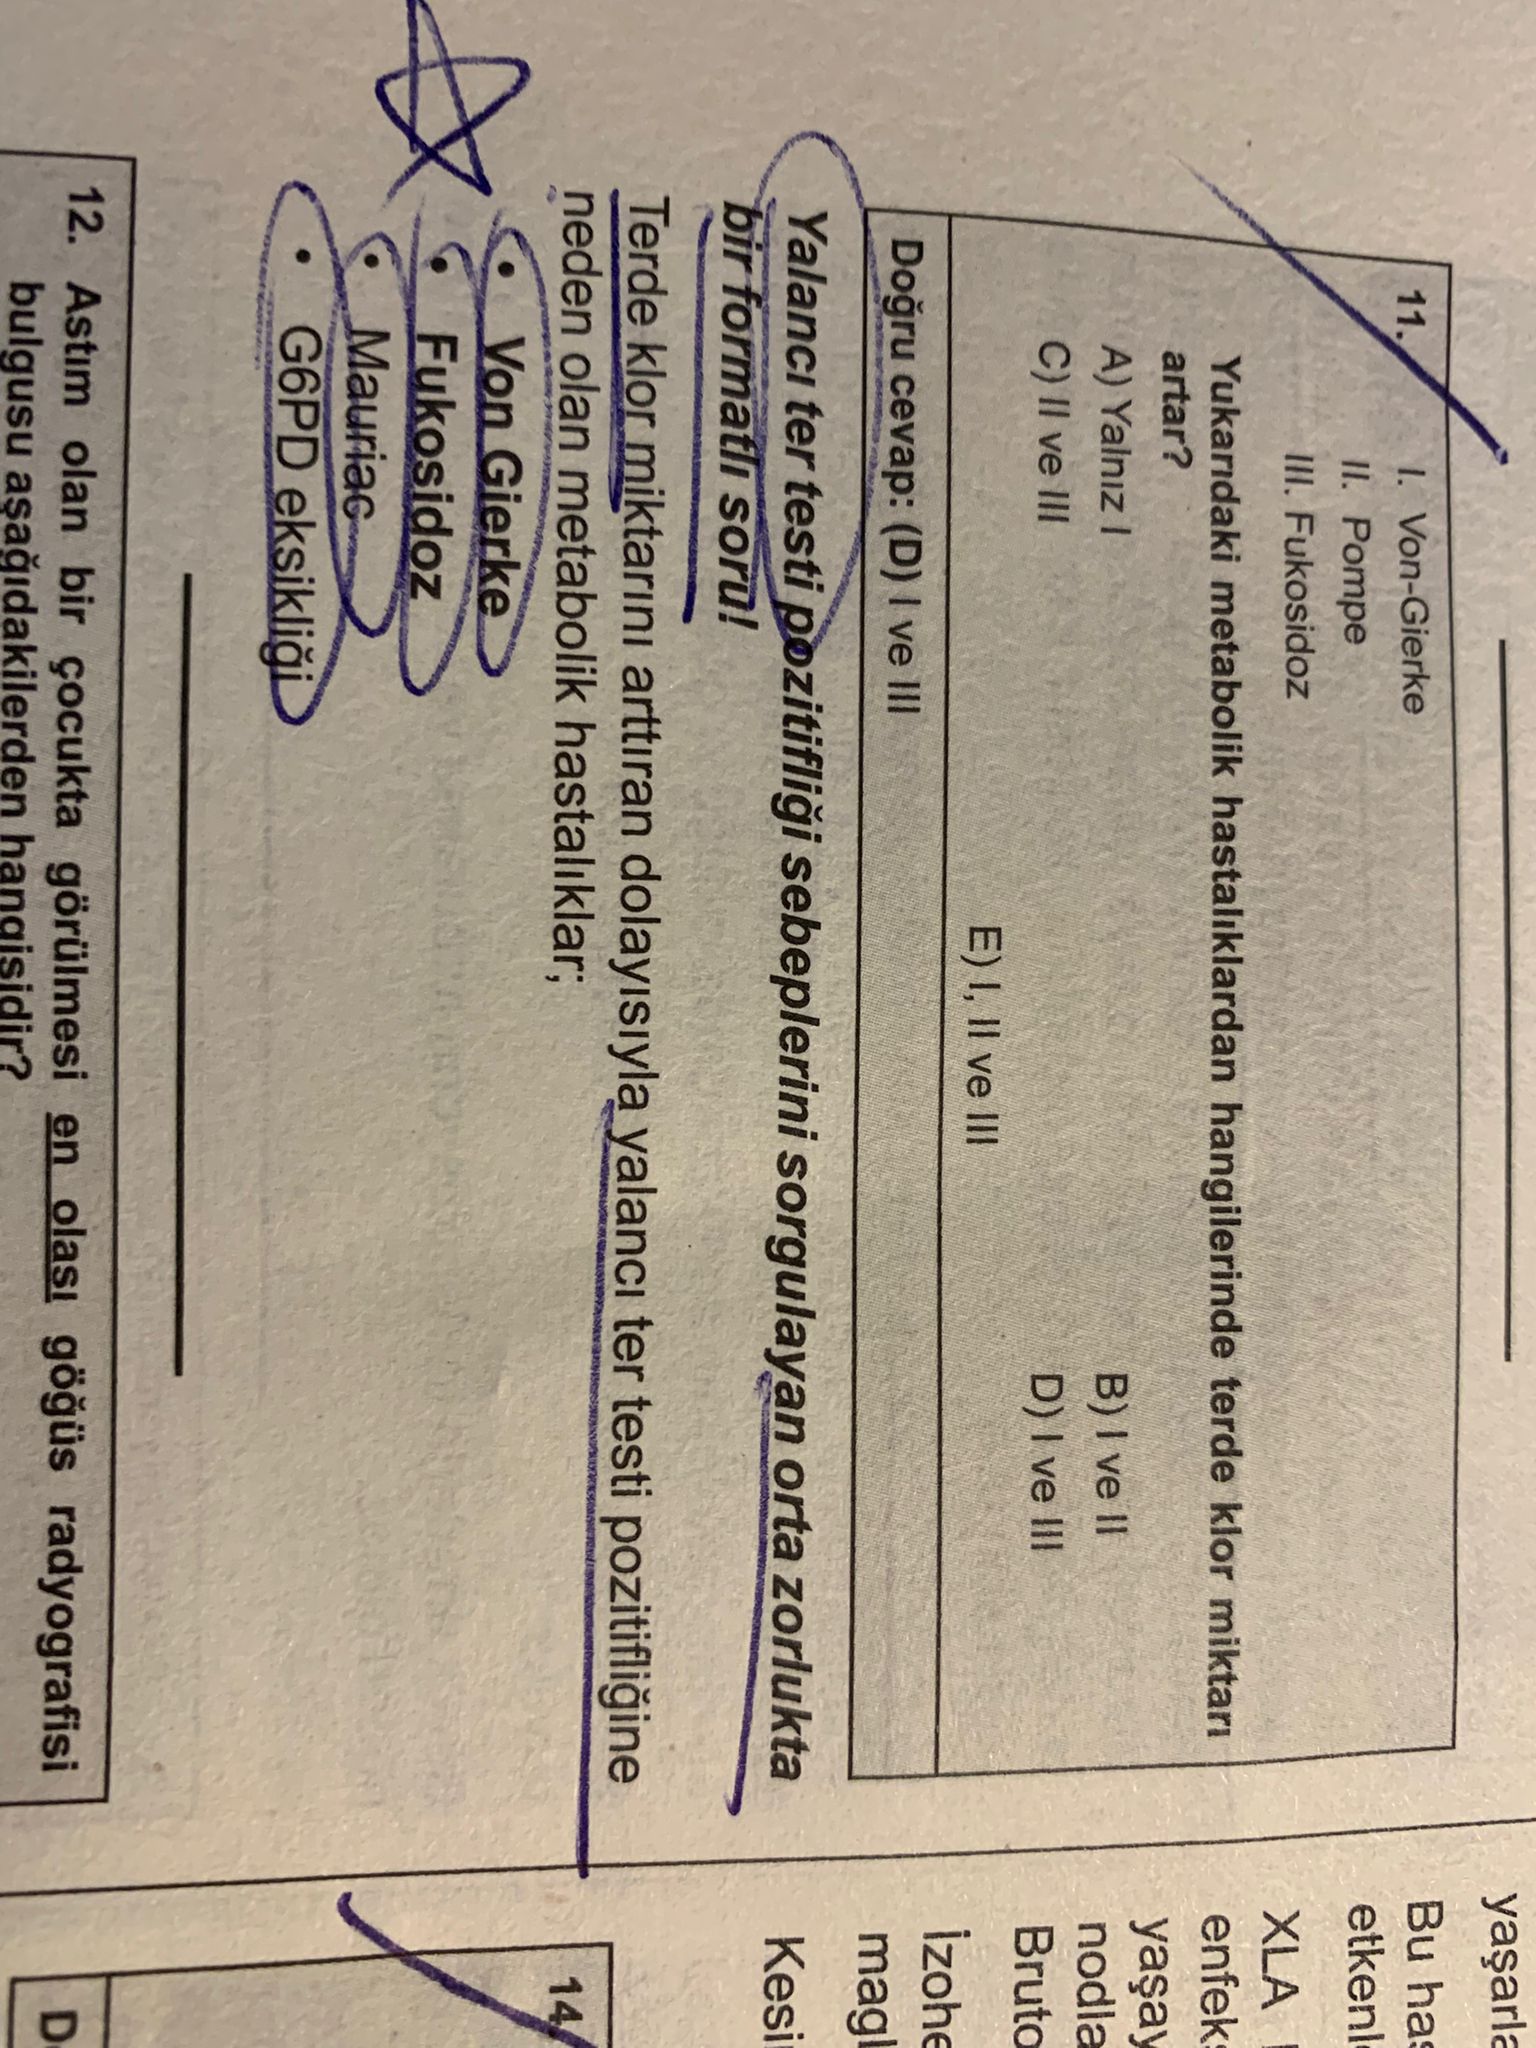 11.
I. Von-Gierke
II. Pompe
III. Fukosidoz
Yukarıdaki metabolik hastalıklardan hangilerinde terde klor miktarı
artar?
A) Yalnız I
B) I ve II
C) II ve III
D) I ve III
E) I, II ve III
Doğru cevap: (D) I ve III
Yalancı ter testi pozitifliği sebeplerini sorgulayan orta zorlukta
bir formatlı soru!
Terde klor miktarını arttıran dolayısıyla yalancı ter testi pozitifliğine
neden olan metabolik hastalıklar;
• Von Gierke
• Fukosidoz
• Mauriac
• G6PD eksikliği
12. Astım olan bir çocukta görülmesi en olası göğüs radyografisi
bulgusu aşağıdakilerden hangisidir?
yaşarla
Bu has
etkenl
XLA
enfeks
yaşay
nodla
Bruto
İzohe
magl
Kesi
14.
D